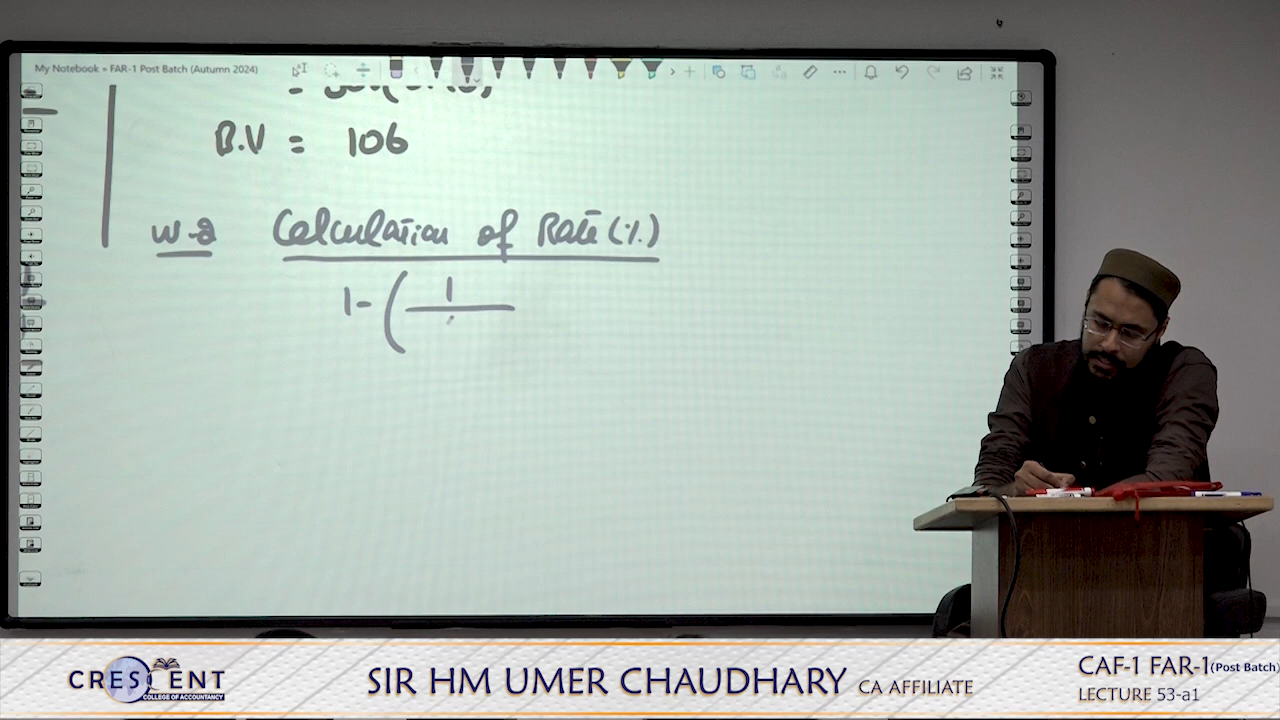 My Notebook - FAR-1 Post Batch (Autumn 2024)
B.V = 106
W-2 Calculation of Rate (%)
1- ( 1
CRESCENT
COLLEGE OF ACCOUNTANCY
SIR HM UMER CHAUDHARY CA AFFILIATE
CAF-1 FAR-1(Post Batch)
LECTURE 53-a1